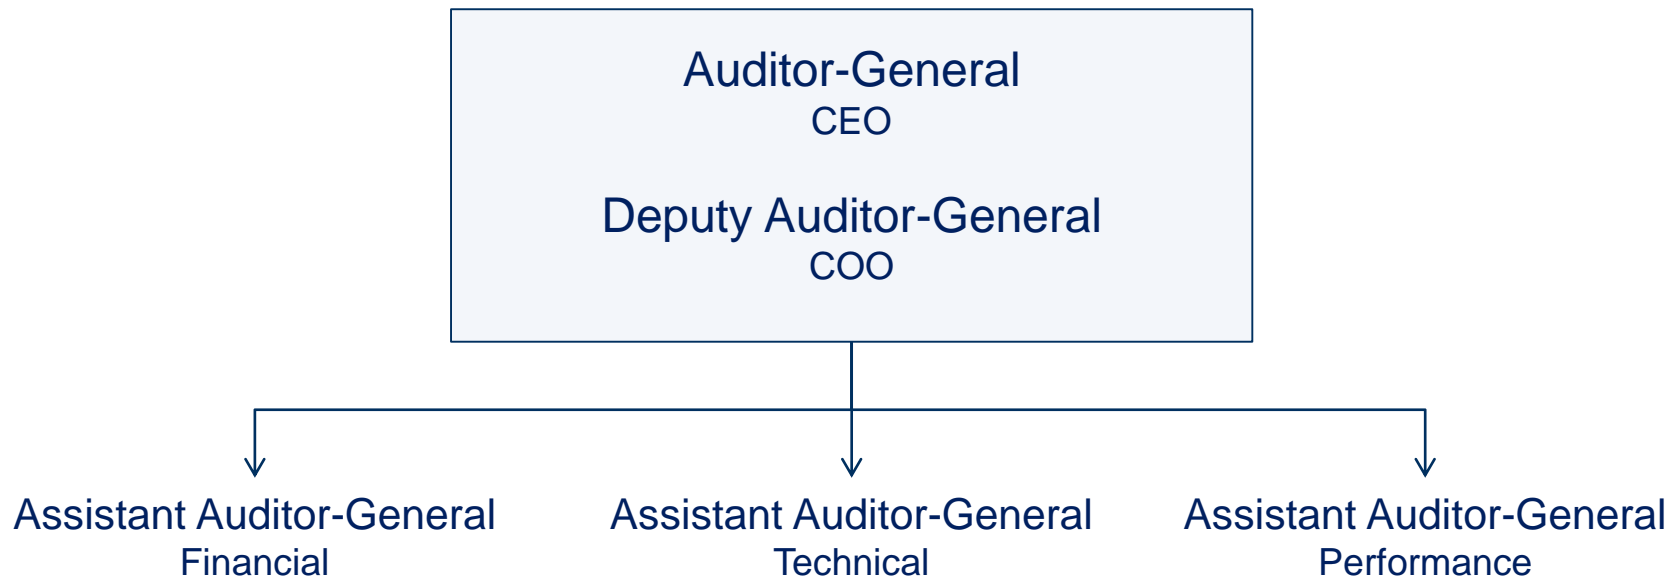 Auditor-General
CEO
Deputy Auditor-General
COO
Assistant Auditor-General
Financial
Assistant Auditor-General
Technical
Assistant Auditor-General
Performance